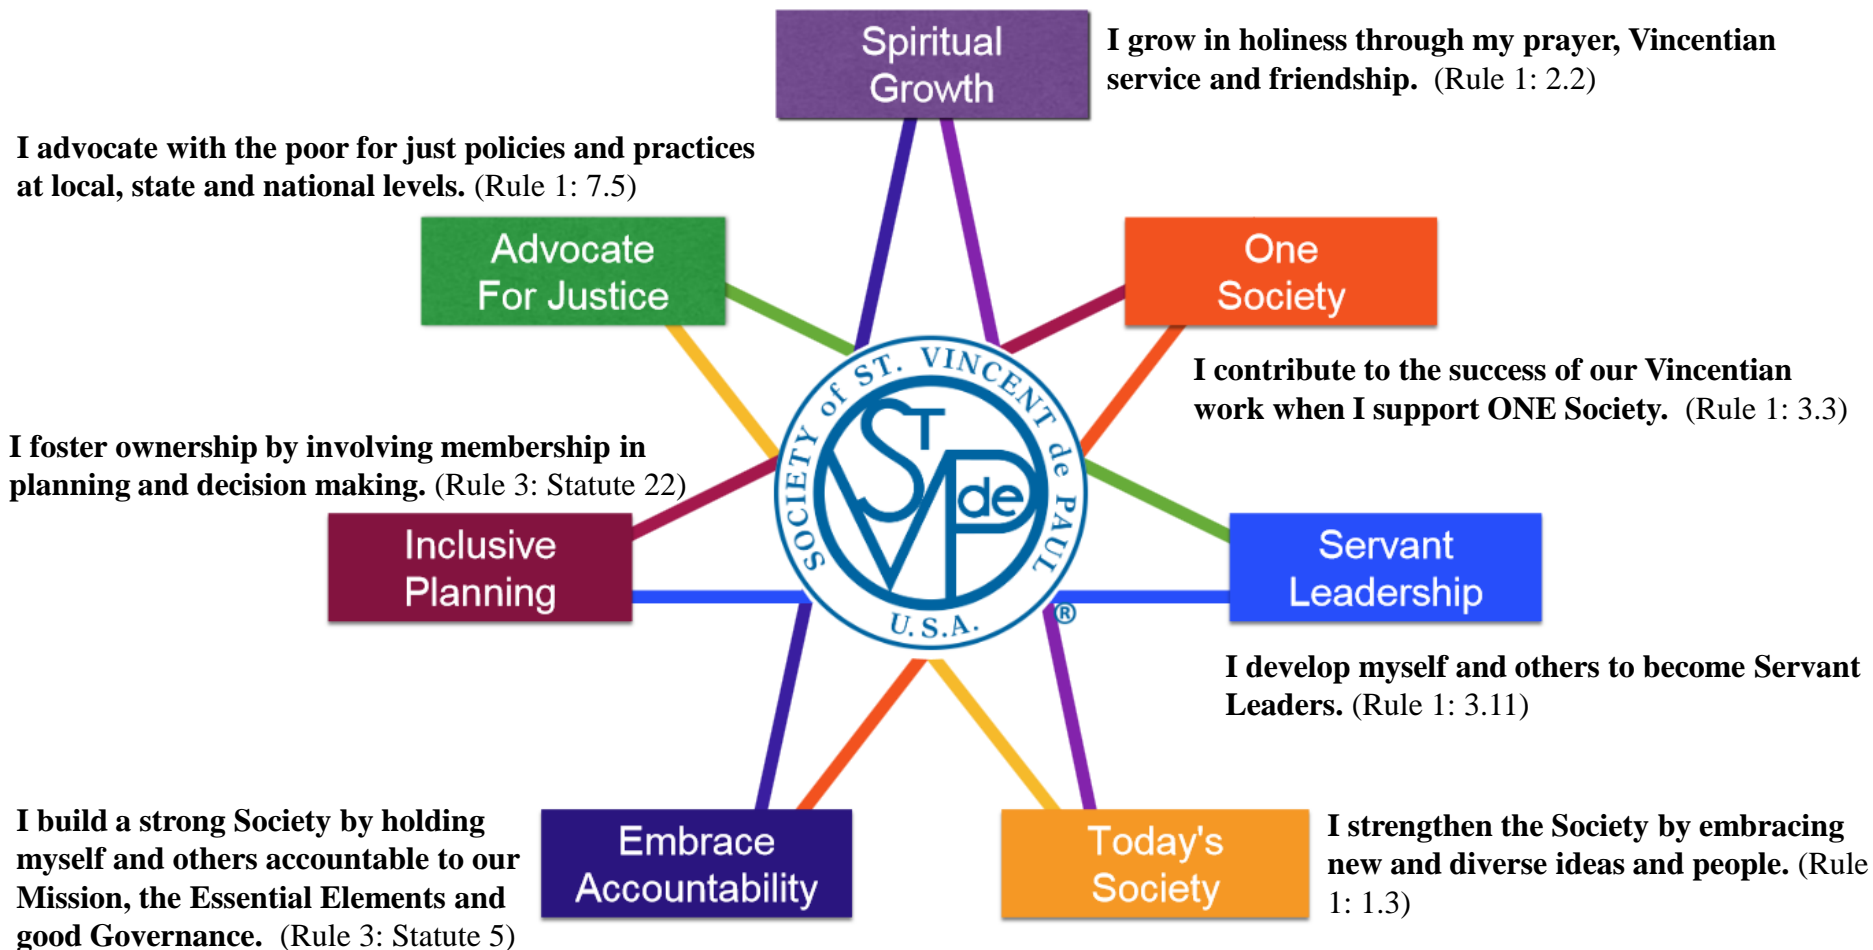 Spiritual
Growth
I grow in holiness through my prayer, Vincentian
service and friendship.  (Rule 1: 2.2)
I advocate with the poor for just policies and practices
at local, state and national levels. (Rule 1: 7.5)
Advocate
For Justice
One
Society
I contribute to the success of our Vincentian
work when I support ONE Society.  (Rule 1: 3.3)
SOCIETY of ST. VINCENT de PAUL
ST
V de P
U.S.A.
®
I foster ownership by involving membership in
planning and decision making. (Rule 3: Statute 22)
Inclusive
Planning
Servant
Leadership
I develop myself and others to become Servant
Leaders. (Rule 1: 3.11)
I build a strong Society by holding
myself and others accountable to our
Mission, the Essential Elements and
good Governance.  (Rule 3: Statute 5)
Embrace
Accountability
Today's
Society
I strengthen the Society by embracing
new and diverse ideas and people. (Rule
1: 1.3)